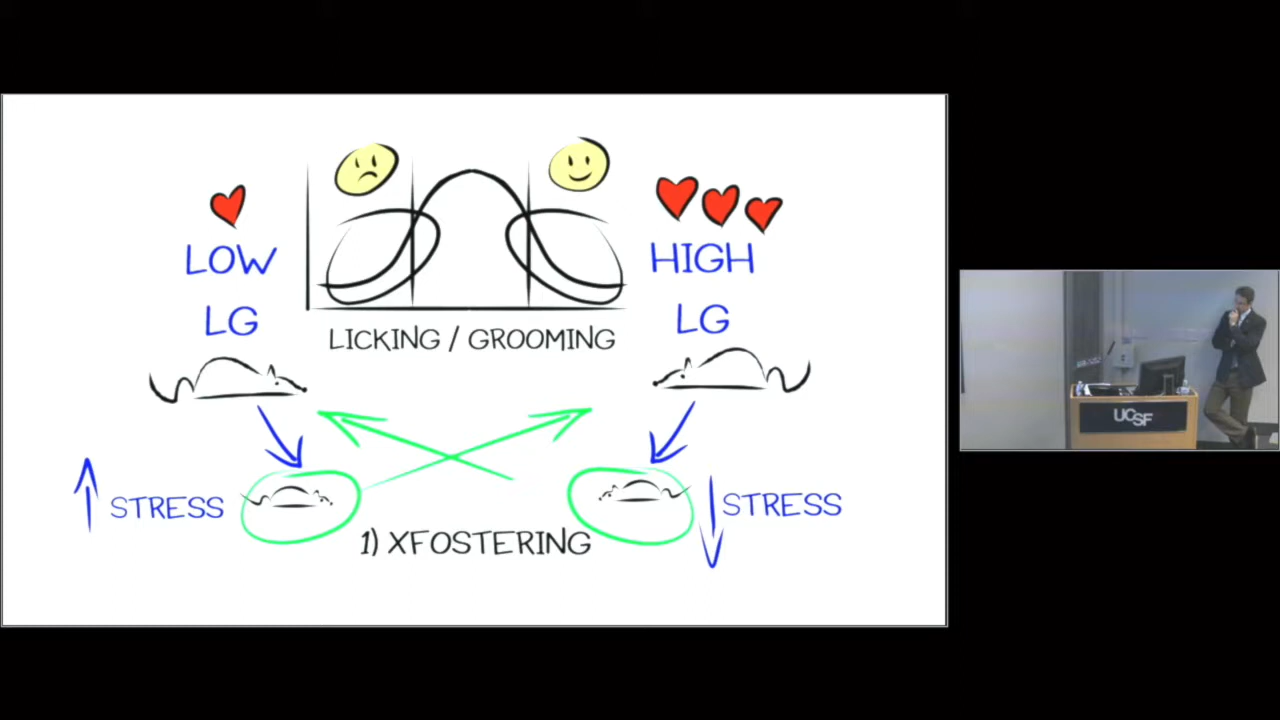 LOW
LG
HIGH
LG
LICKING / GROOMING
STRESS
STRESS
1) XFOSTERING
UCSF